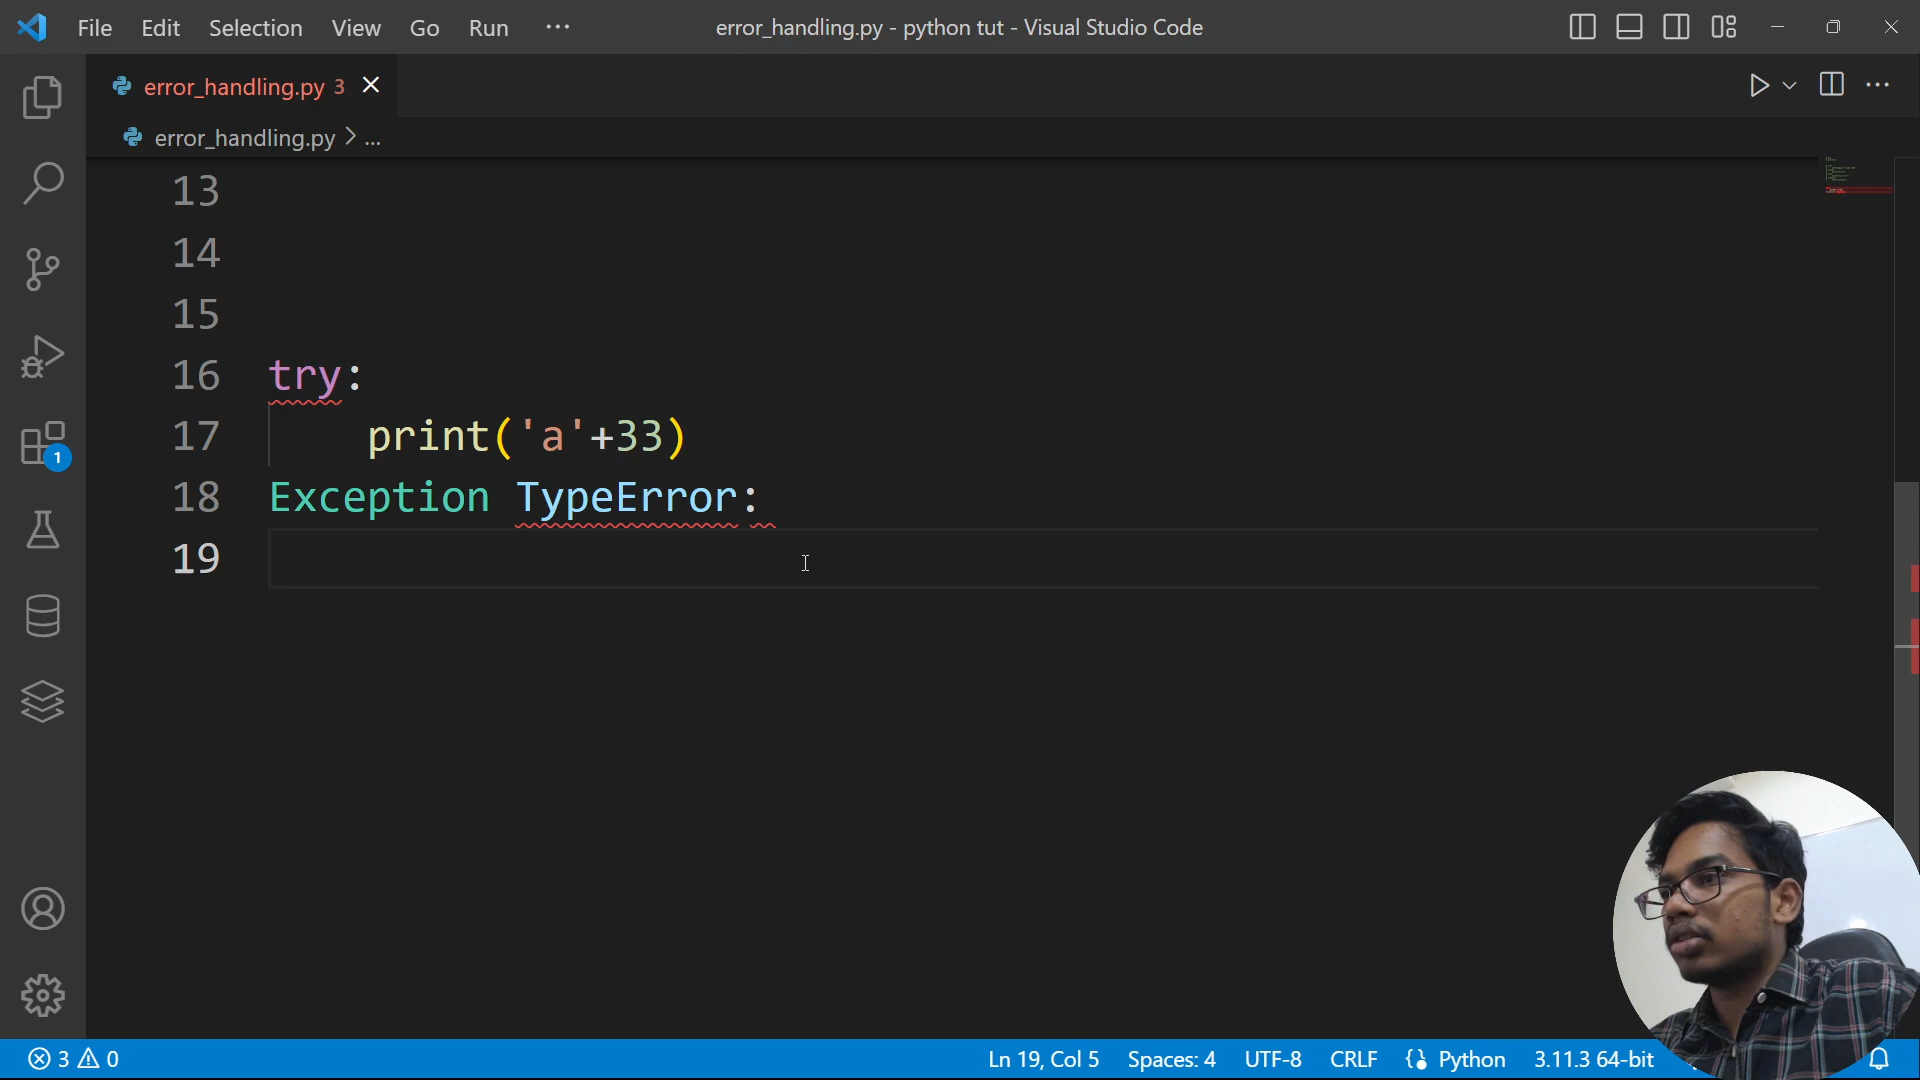 File Edit Selection View Go Run ··· error_handling.py - python tut - Visual Studio Code
error_handling.py 3
error_handling.py > ...
13
14
15
16 try:
17 print('a'+33)
18 Exception TypeError:
19
1
3 0 Ln 19, Col 5 Spaces: 4 UTF-8 CRLF Python 3.11.3 64-bit